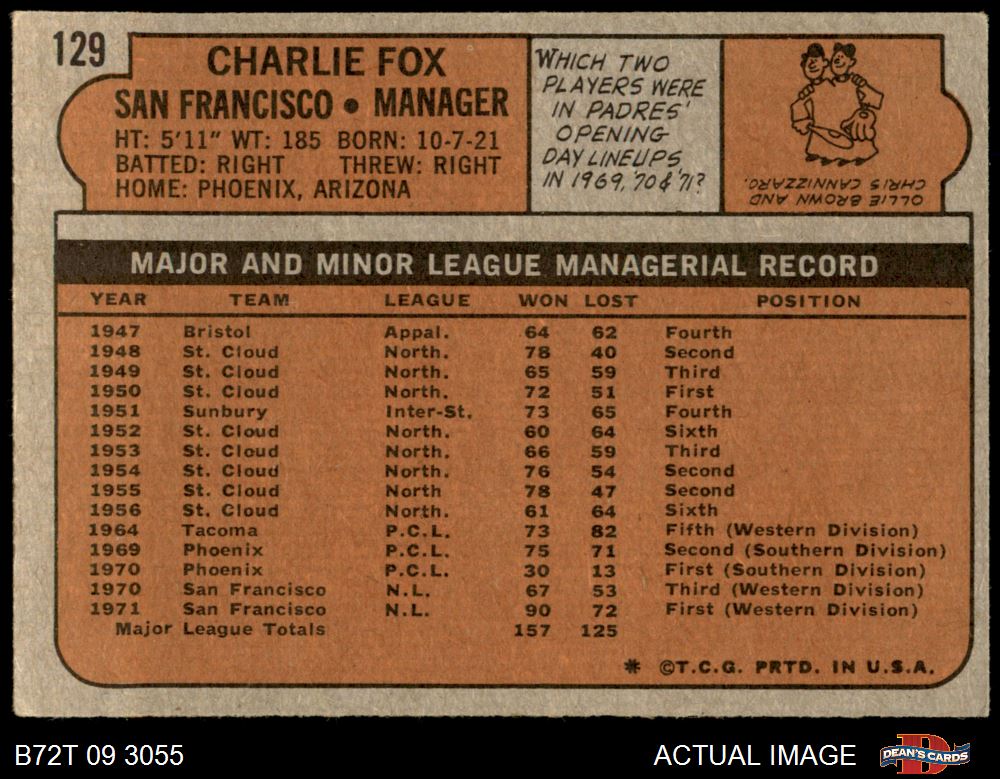 129
CHARLIE FOX
SAN FRANCISCO • MANAGER
HT: 5'11" WT: 185 BORN: 10-7-21
BATTED: RIGHT THREW: RIGHT
HOME: PHOENIX, ARIZONA
WHICH TWO
PLAYERS WERE
IN PADRES'
OPENING
DAY LINEUPS
IN 1969, '70 & '71?
OLLIE BROWN AND
CHRIS CANNIZZARO.
MAJOR AND MINOR LEAGUE MANAGERIAL RECORD
YEAR TEAM LEAGUE WON LOST POSITION
1947 Bristol Appal. 64 62 Fourth
1948 St. Cloud North. 78 40 Second
1949 St. Cloud North. 65 59 Third
1950 St. Cloud North. 72 51 First
1951 Sunbury Inter-St. 73 65 Fourth
1952 St. Cloud North. 60 64 Sixth
1953 St. Cloud North. 66 59 Third
1954 St. Cloud North. 76 54 Second
1955 St. Cloud North 78 47 Second
1956 St. Cloud North. 61 64 Sixth
1964 Tacoma P.C.L. 73 82 Fifth (Western Division)
1969 Phoenix P.C.L. 75 71 Second (Southern Division)
1970 Phoenix P.C.L. 30 13 First (Southern Division)
1970 San Francisco N.L. 67 53 Third (Western Division)
1971 San Francisco N.L. 90 72 First (Western Division)
Major League Totals 157 125
* ©T.C.G. PRTD. IN U.S.A.
B72T 09 3055 ACTUAL IMAGE DEAN'S CARDS